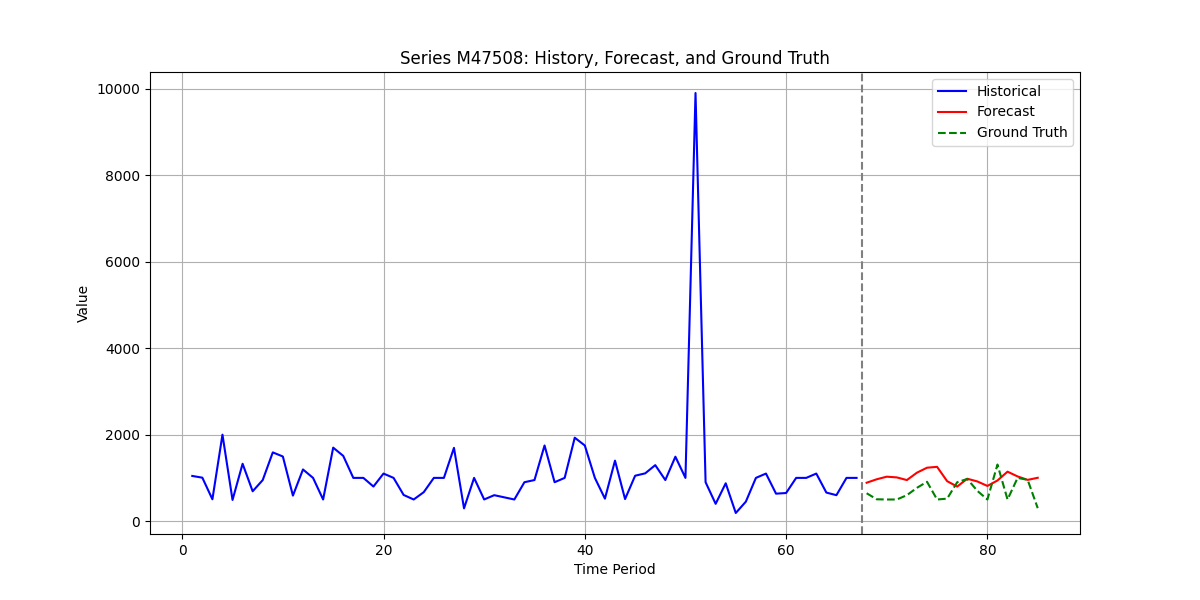 Series M47508: History, Forecast, and Ground Truth
Historical
Forecast
Ground Truth
Value
10000
8000
6000
4000
2000
0
0 20 40 60 80
Time Period